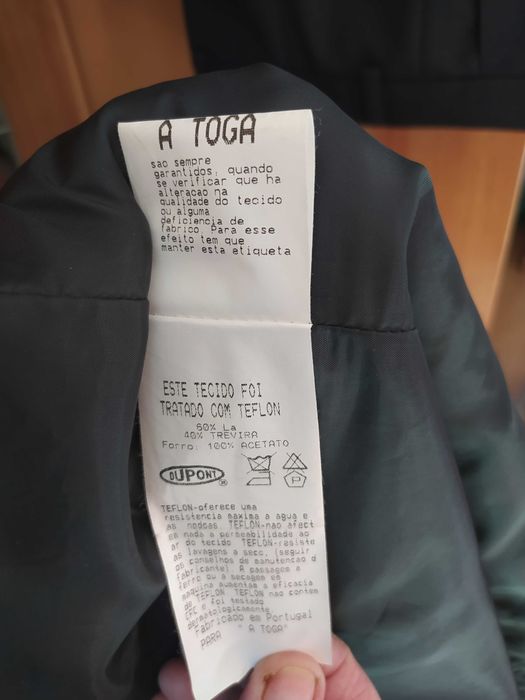 A TOGA
sao sempre
garantidos, quando
se verificar que ha
alteracao na
qualidade do tecido
ou alguma
deficiencia de
fabrico. Para esse
efeito tem que
manter esta etiqueta
ESTE TECIDO FOI
TRATADO COM TEFLON
60% La
40% TREVIRA
Forro: 100% ACETATO
DUPONT
P
TEFLON-oferece uma
resistencia maxima a agua e
as nodoas. TEFLON-nao afect
em nada a permeabilidade ao
ar do tecido. TEFLON-resiste
as lavagens a seco, (seguir
os conselhos de manutencao d
fabricante). A passagem a
ferro ou a secagem em
maquina aumentam a eficacia
de TEFLON. TEFLON nao contem
CFC e foi testado
dermatologicamente.
Fabricado em Portugal
PARA " A TOGA"